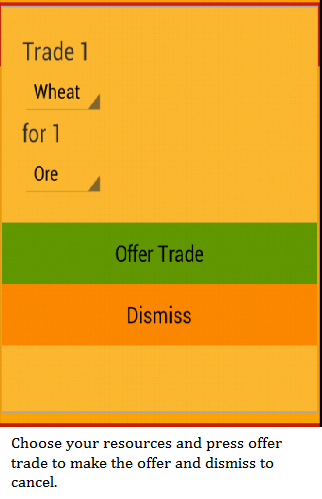 Trade 1
Wheat
for 1
Ore
Offer Trade
Dismiss
Choose your resources and press offer
trade to make the offer and dismiss to
cancel.